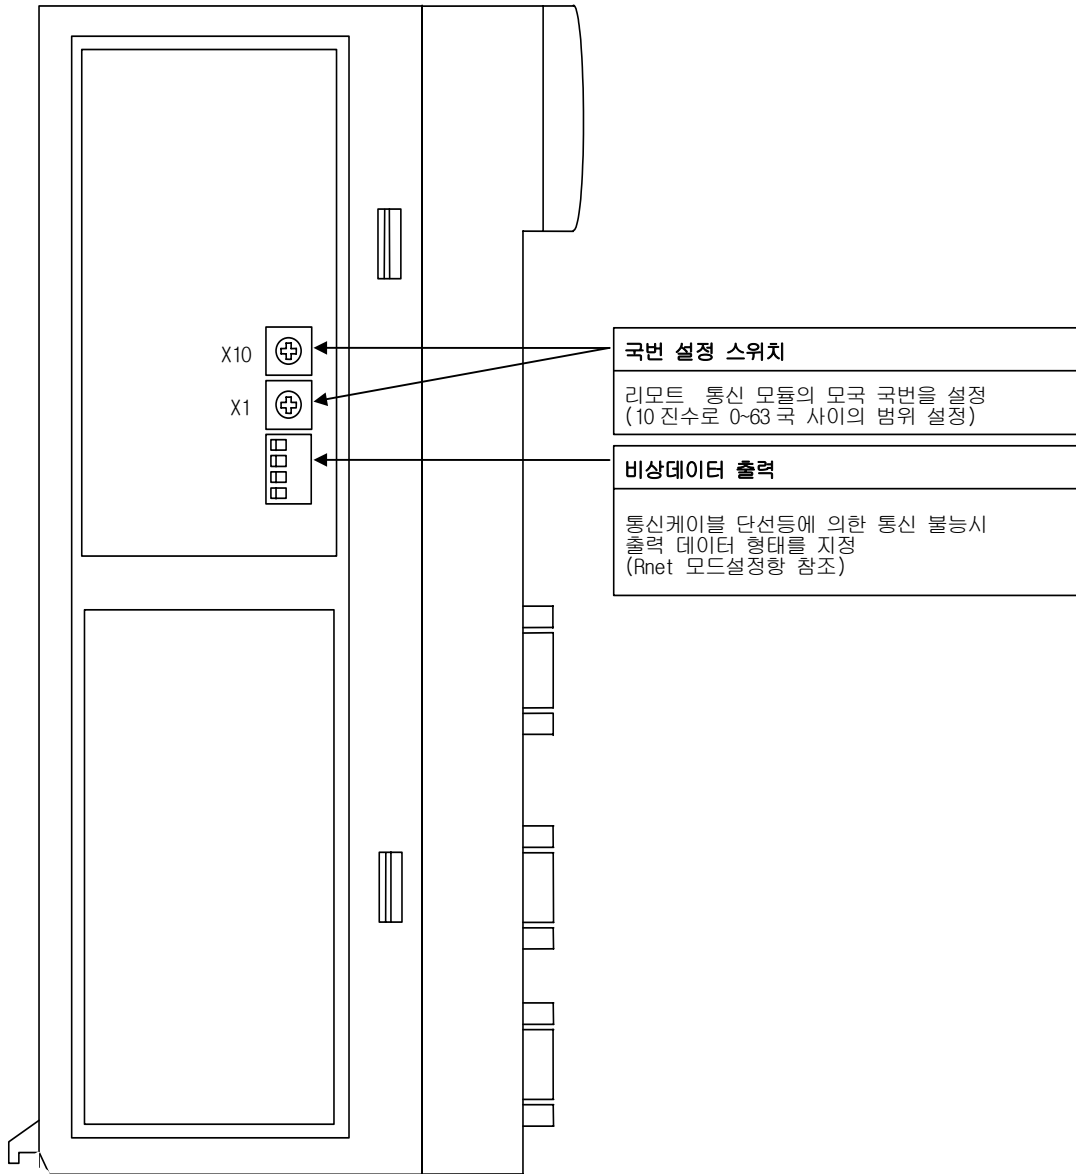 X10
X1
국번 설정 스위치
리모트 통신 모듈의 모국 국번을 설정
(10 진수로 0~63 국 사이의 범위 설정)
비상데이터 출력
통신케이블 단선등에 의한 통신 불능시
출력 데이터 형태를 지정
(Rnet 모드설정항 참조)